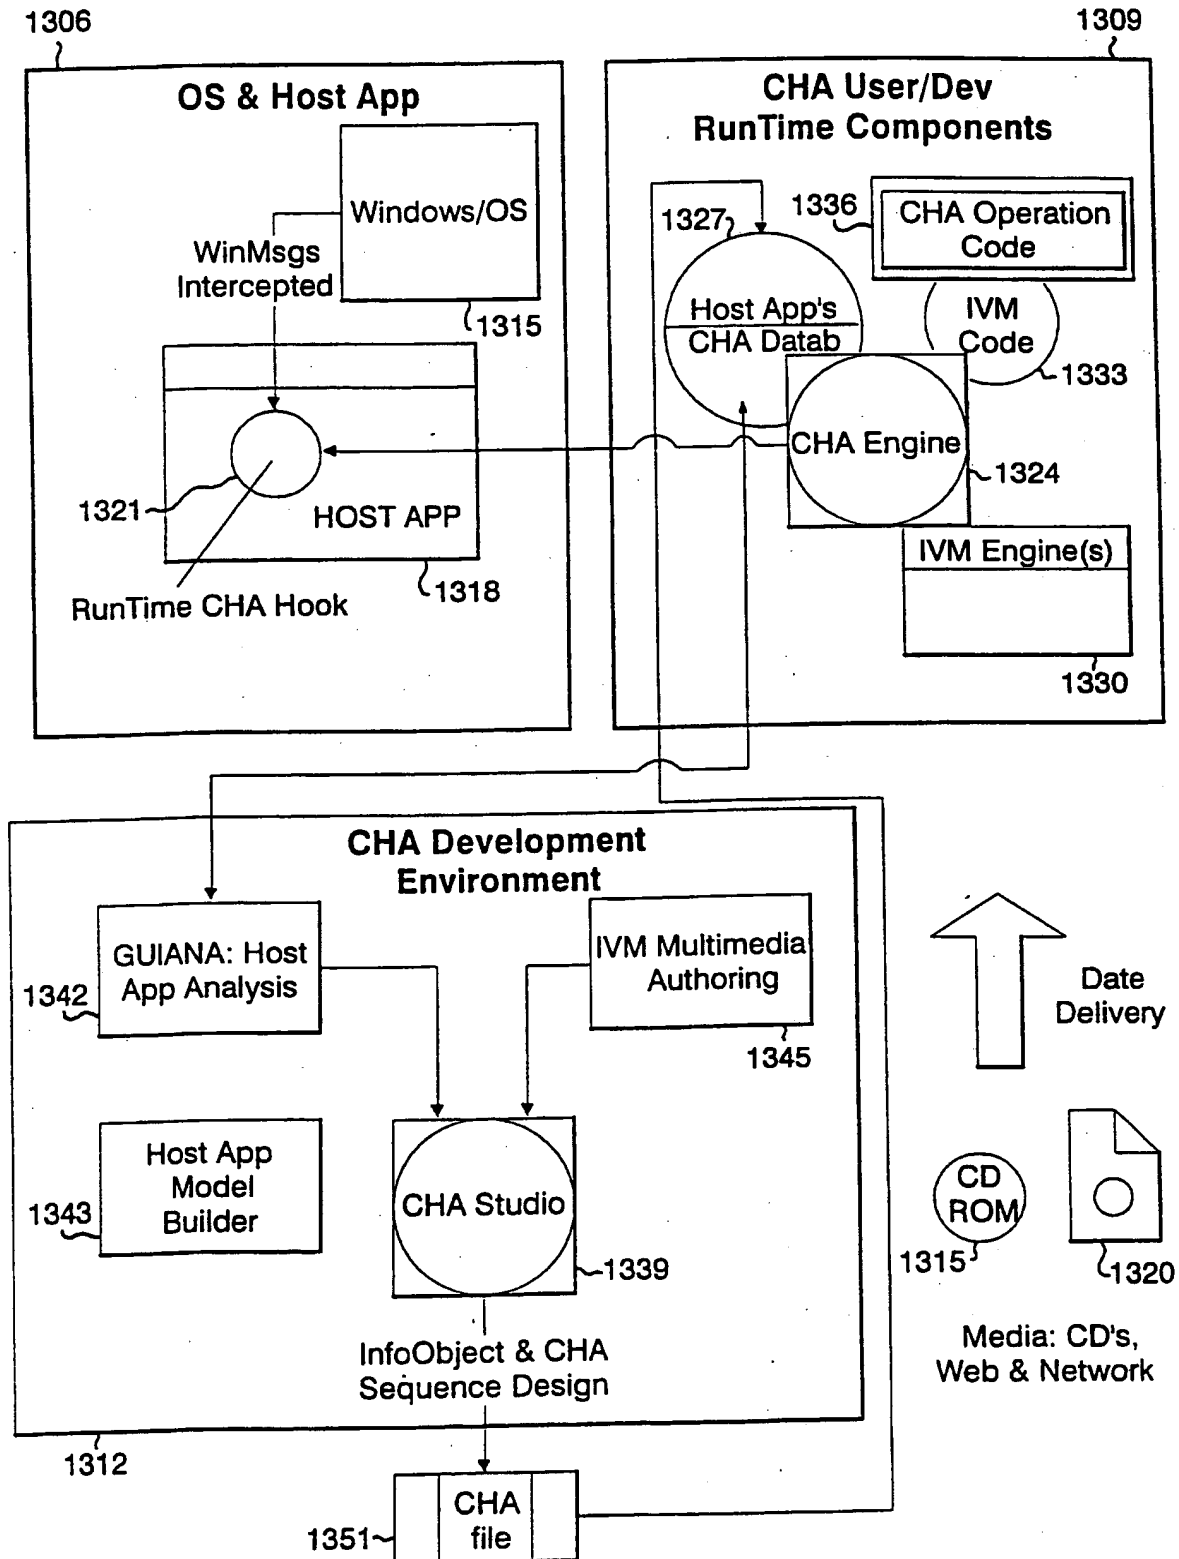 1306
1309
OS & Host App
CHA User/Dev
RunTime Components
Windows/OS
WinMsgs
Intercepted
1315
1327
1336
CHA Operation
Code
Host App's
CHA Datab
IVM
Code
1333
CHA Engine
1324
1321
HOST APP
1318
RunTime CHA Hook
IVM Engine(s)
1330
CHA Development
Environment
GUIANA: Host
App Analysis
1342
IVM Multimedia
Authoring
1345
Date
Delivery
Host App
Model
Builder
1343
CHA Studio
1339
CD
ROM
1315
1320
InfoObject & CHA
Sequence Design
Media: CD's,
Web & Network
1312
CHA
file
1351